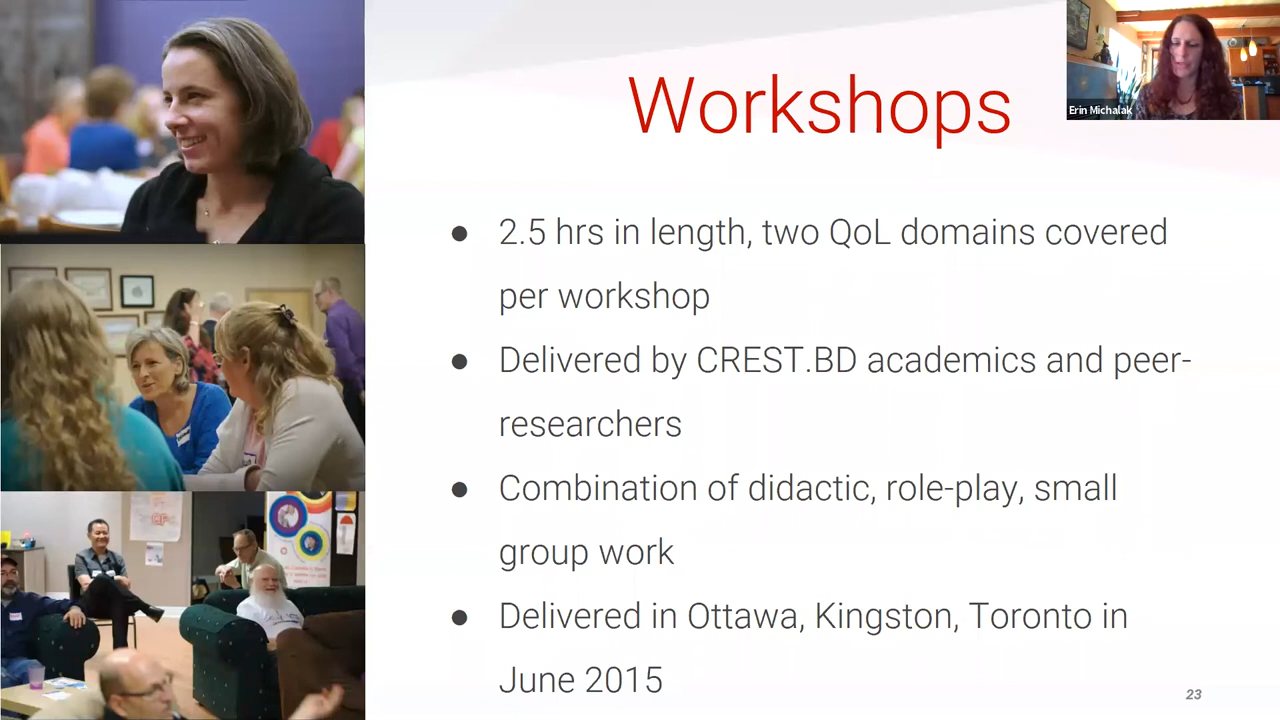 Workshops
Erin Michalak
● 2.5 hrs in length, two QoL domains covered
per workshop
● Delivered by CREST.BD academics and peer-
researchers
● Combination of didactic, role-play, small
group work
● Delivered in Ottawa, Kingston, Toronto in
June 2015
23